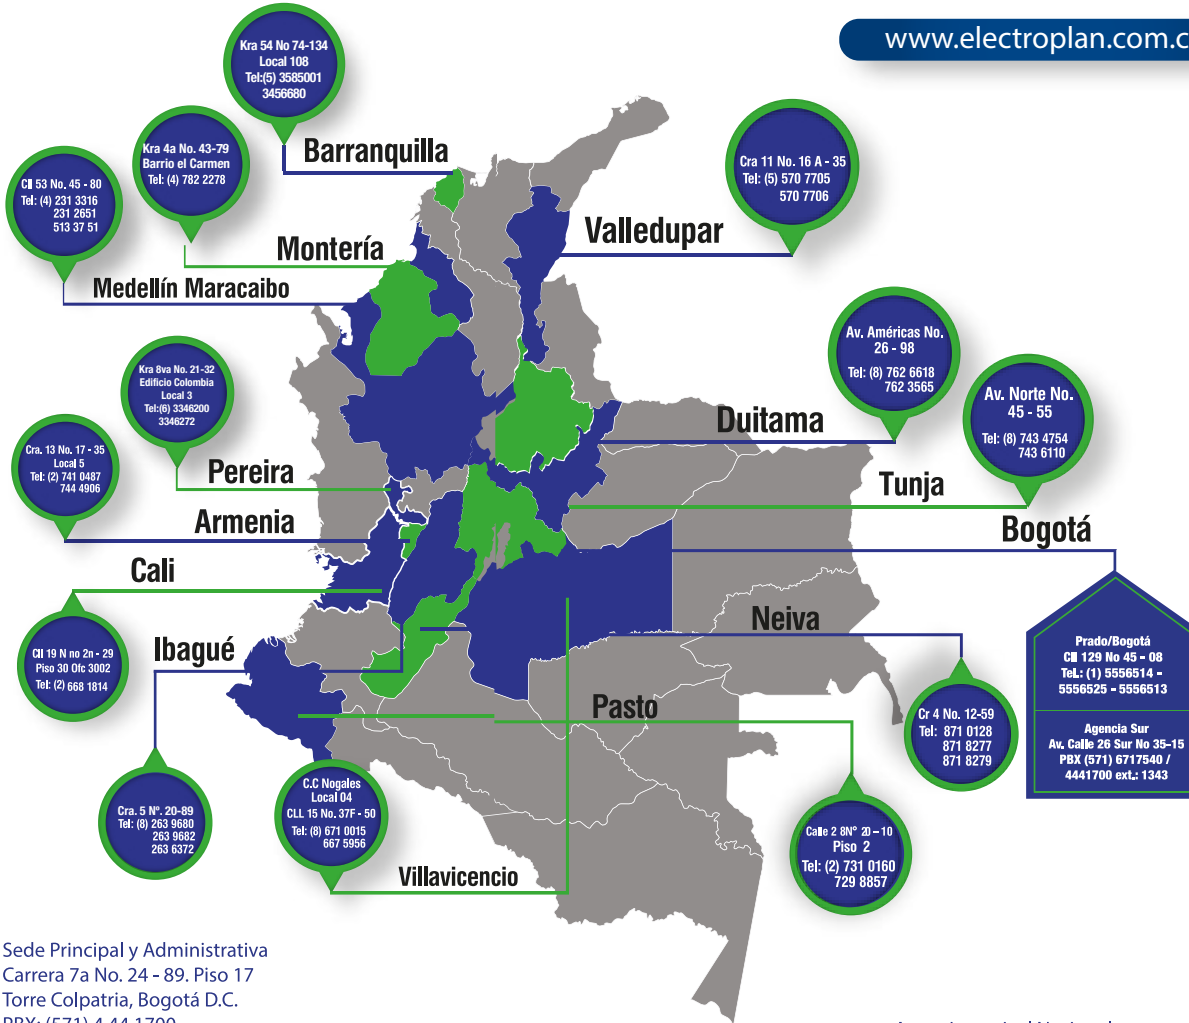 www.electroplan.com.c
Kra 54 No 74-134
Local 108
Tel:(5) 3585001
3456680
Barranquilla
Kra 4a No. 43-79
Barrio el Carmen
Tel: (4) 782 2278
Montería
Cll 53 No. 45 - 80
Tel: (4) 231 3316
231 2651
513 37 51
Medellín Maracaibo
Cra 11 No. 16 A - 35
Tel: (5) 570 7705
570 7706
Valledupar
Av. Américas No.
26 - 98
Tel: (8) 762 6618
762 3565
Duitama
Av. Norte No.
45 - 55
Tel: (8) 743 4754
743 6110
Tunja
Kra 8va No. 21-32
Edificio Colombia
Local 3
Tel:(6) 3346200
3346272
Pereira
Cra. 13 No. 17 - 35
Local 5
Tel: (2) 741 0487
744 4906
Armenia
Bogotá
Prado/Bogotá
Cll 129 No 45 - 08
TeL: (1) 5556514 -
5556525 - 5556513
Agencia Sur
Av. Calle 26 Sur No 35-15
PBX (571) 6717540 /
4441700 ext.: 1343
Cali
Cll 19 N no 2n - 29
Piso 30 Ofc 3002
Tel: (2) 668 1814
Ibagué
Cra. 5 Nº. 20-89
Tel: (8) 263 9680
263 9682
263 6372
Neiva
Cr 4 No. 12-59
Tel: 871 0128
871 8277
871 8279
Pasto
Calle 2 8N° 20 - 10
Piso 2
Tel: (2) 731 0160
729 8857
C.C Nogales
Local 04
CLL 15 No. 37F - 50
Tel: (8) 671 0015
667 5956
Villavicencio
Sede Principal y Administrativa
Carrera 7a No. 24 - 89. Piso 17
Torre Colpatria, Bogotá D.C.
PBX: (571) 4 44 1700